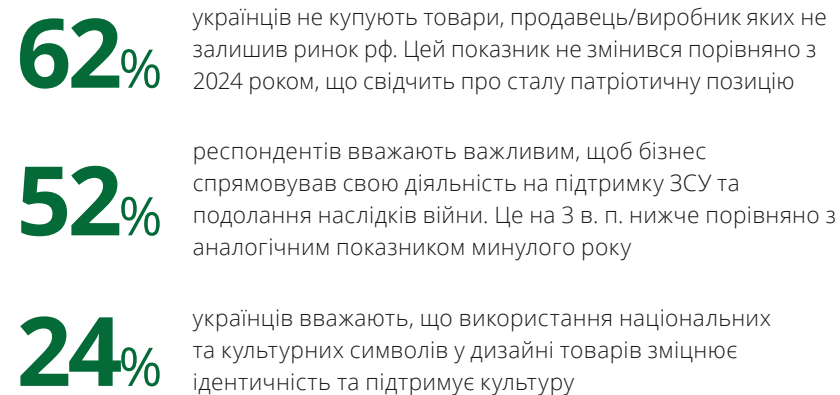 62%
українців не купують товари, продавець/виробник яких не
залишив ринок рф. Цей показник не змінився порівняно з
2024 роком, що свідчить про сталу патріотичну позицію
52%
респондентів вважають важливим, щоб бізнес
спрямовував свою діяльність на підтримку ЗСУ та
подолання наслідків війни. Це на 3 в. п. нижче порівняно з
аналогічним показником минулого року
24%
українців вважають, що використання національних
та культурних символів у дизайні товарів зміцнює
ідентичність та підтримує культуру